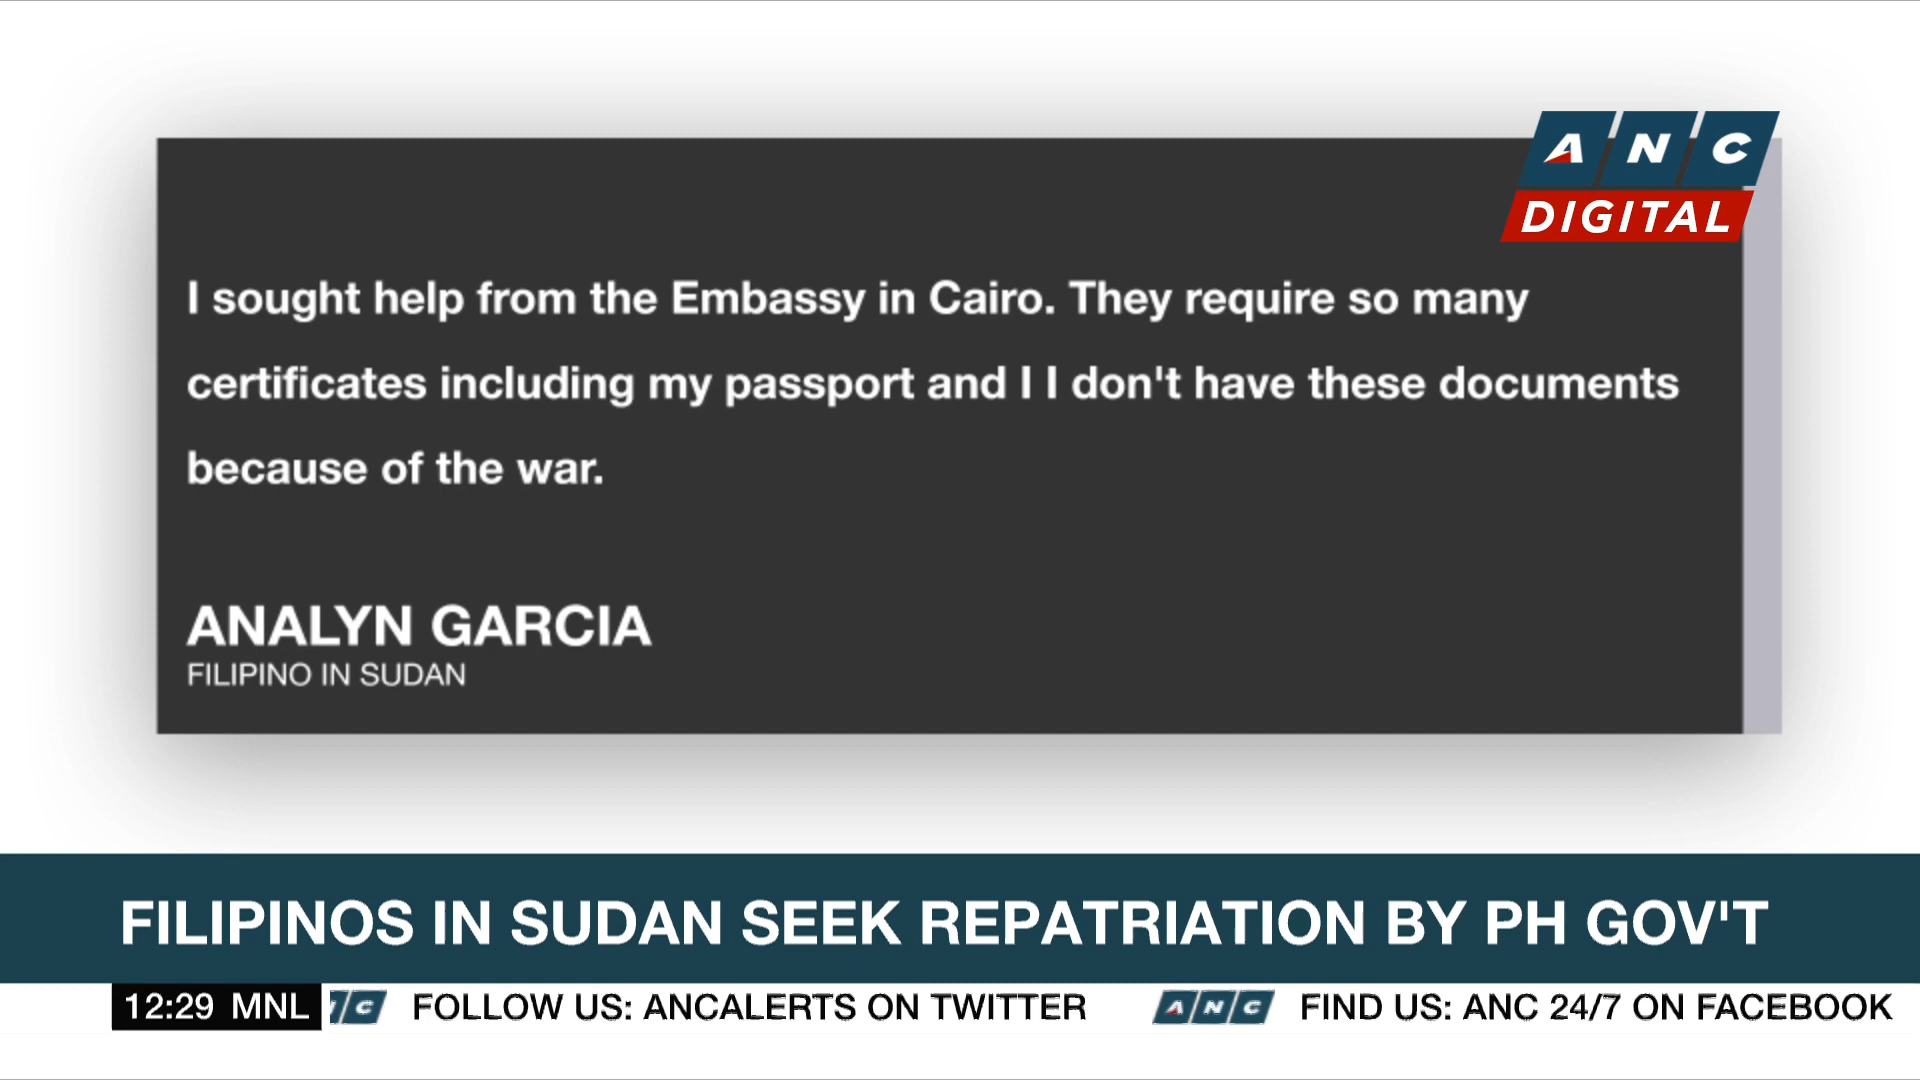 ANC
DIGITAL
I sought help from the Embassy in Cairo. They require so many
certificates including my passport and I I don't have these documents
because of the war.
ANALYN GARCIA
FILIPINO IN SUDAN
FILIPINOS IN SUDAN SEEK REPATRIATION BY PH GOV'T
12:29 MNL C FOLLOW US: ANCALERTS ON TWITTER ANC FIND US: ANC 24/7 ON FACEBOOK